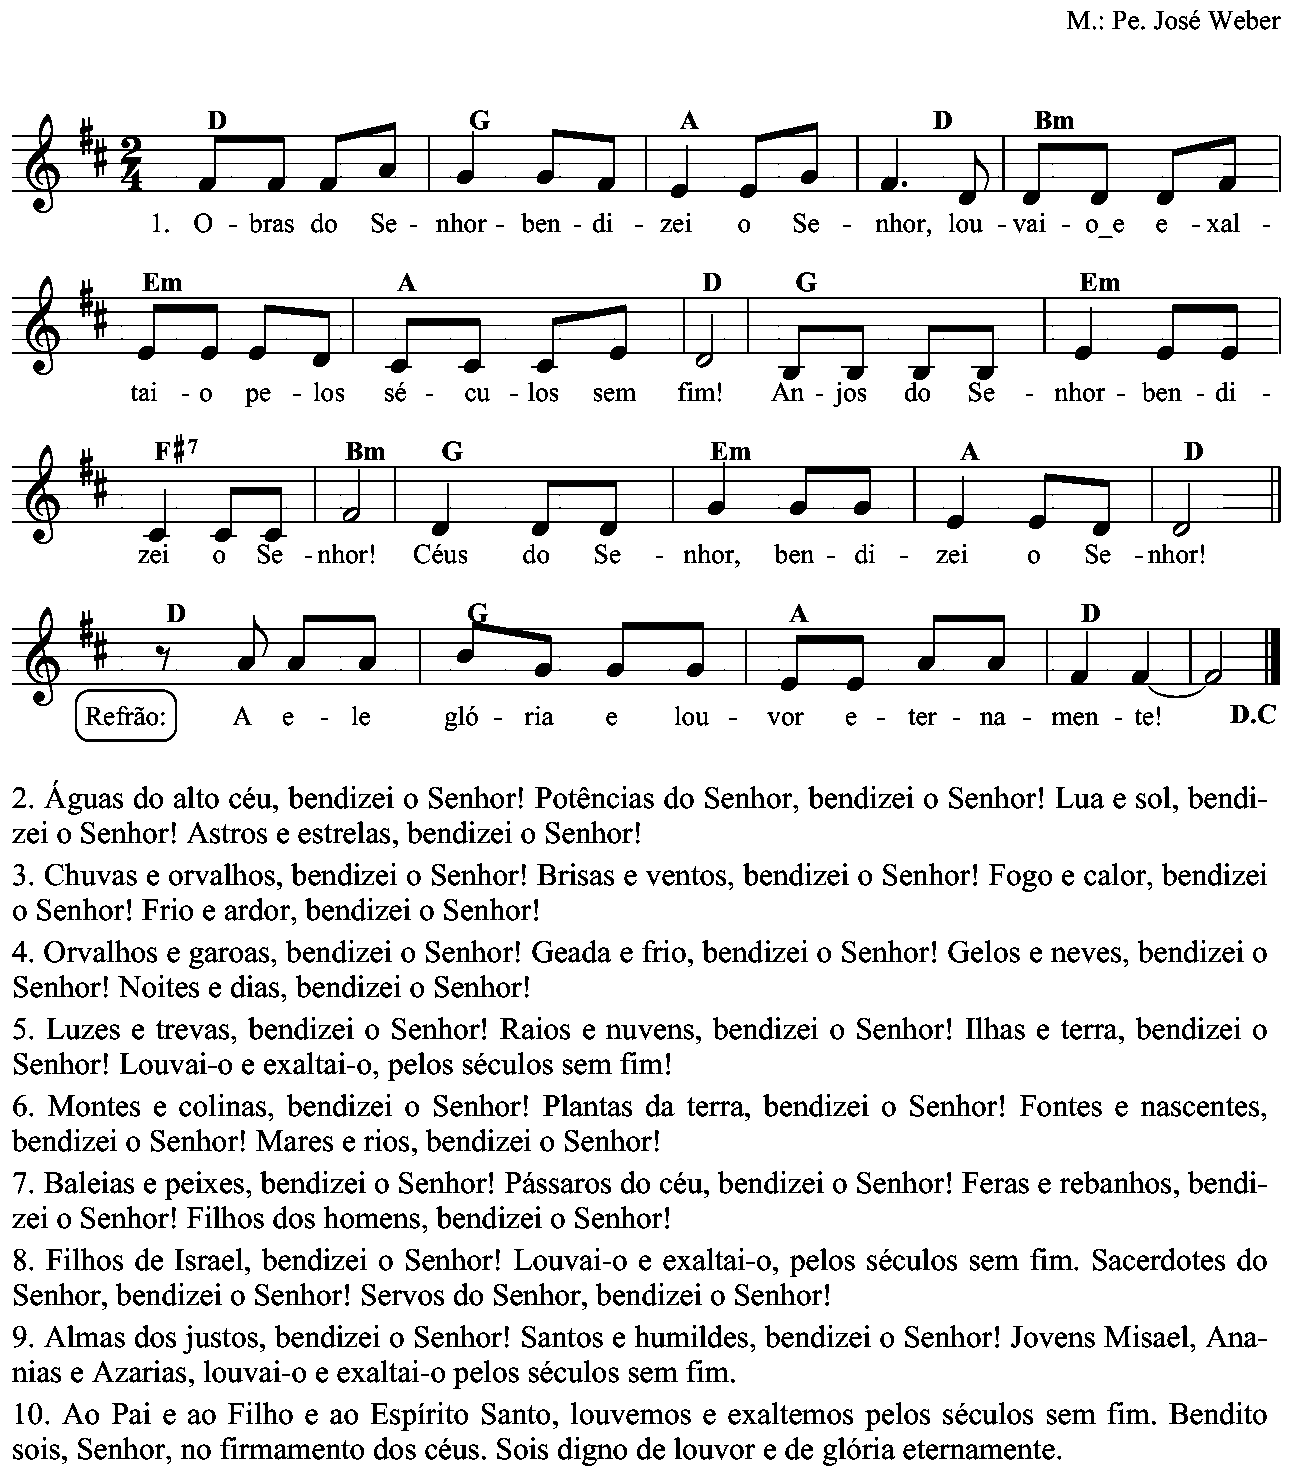 M.: Pe. José Weber
D G A D Bm
1. O - bras do Se - nhor - ben - di - zei o Se - nhor, lou - vai - o_e e - xal -
Em A D G Em
tai - o pe - los sé - cu - los sem fim! An - jos do Se - nhor - ben - di -
F#7 Bm G Em A D
zei o Se - nhor! Céus do Se - nhor, ben - di - zei o Se - nhor!
D G A D
Refrão: A e - le gló - ria e lou - vor e - ter - na - men - te! D.C
2. Águas do alto céu, bendizei o Senhor! Potências do Senhor, bendizei o Senhor! Lua e sol, bendi-
zei o Senhor! Astros e estrelas, bendizei o Senhor!
3. Chuvas e orvalhos, bendizei o Senhor! Brisas e ventos, bendizei o Senhor! Fogo e calor, bendizei
o Senhor! Frio e ardor, bendizei o Senhor!
4. Orvalhos e garoas, bendizei o Senhor! Geada e frio, bendizei o Senhor! Gelos e neves, bendizei o
Senhor! Noites e dias, bendizei o Senhor!
5. Luzes e trevas, bendizei o Senhor! Raios e nuvens, bendizei o Senhor! Ilhas e terra, bendizei o
Senhor! Louvai-o e exaltai-o, pelos séculos sem fim!
6. Montes e colinas, bendizei o Senhor! Plantas da terra, bendizei o Senhor! Fontes e nascentes,
bendizei o Senhor! Mares e rios, bendizei o Senhor!
7. Baleias e peixes, bendizei o Senhor! Pássaros do céu, bendizei o Senhor! Feras e rebanhos, bendi-
zei o Senhor! Filhos dos homens, bendizei o Senhor!
8. Filhos de Israel, bendizei o Senhor! Louvai-o e exaltai-o, pelos séculos sem fim. Sacerdotes do
Senhor, bendizei o Senhor! Servos do Senhor, bendizei o Senhor!
9. Almas dos justos, bendizei o Senhor! Santos e humildes, bendizei o Senhor! Jovens Misael, Ana-
nias e Azarias, louvai-o e exaltai-o pelos séculos sem fim.
10. Ao Pai e ao Filho e ao Espírito Santo, louvemos e exaltemos pelos séculos sem fim. Bendito
sois, Senhor, no firmamento dos céus. Sois digno de louvor e de glória eternamente.